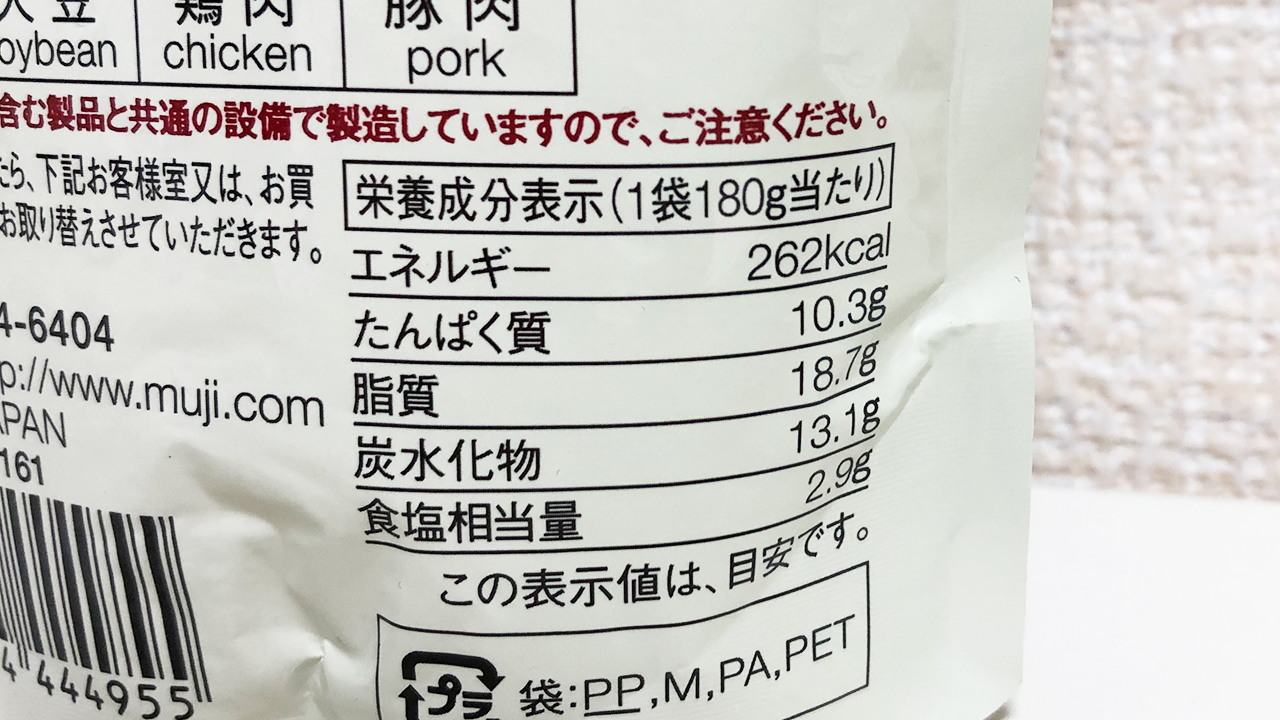 大豆 鶏肉 豚肉
oybean chicken pork
含む製品と共通の設備で製造していますので、ご注意ください。
たら、下記お客様室又は、お買
お取り替えさせていただきます。
4-6404
p://www.muji.com
APAN
161
4 444955
栄養成分表示(1袋180g当たり)
エネルギー 262kcal
たんぱく質 10.3g
脂質 18.7g
炭水化物 13.1g
食塩相当量 2.9g
この表示値は、目安です。
プラ 袋:PP,M,PA,PET